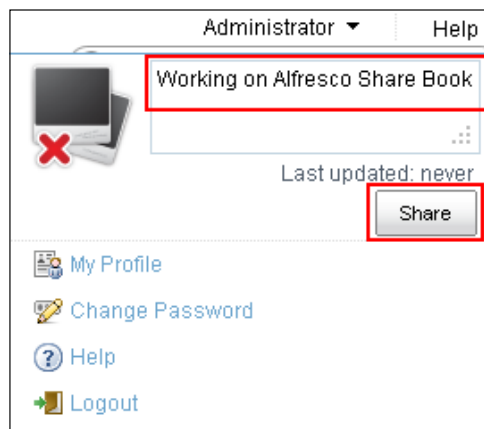 Administrator Help
Working on Alfresco Share Book
Last updated: never
Share
My Profile
Change Password
Help
Logout